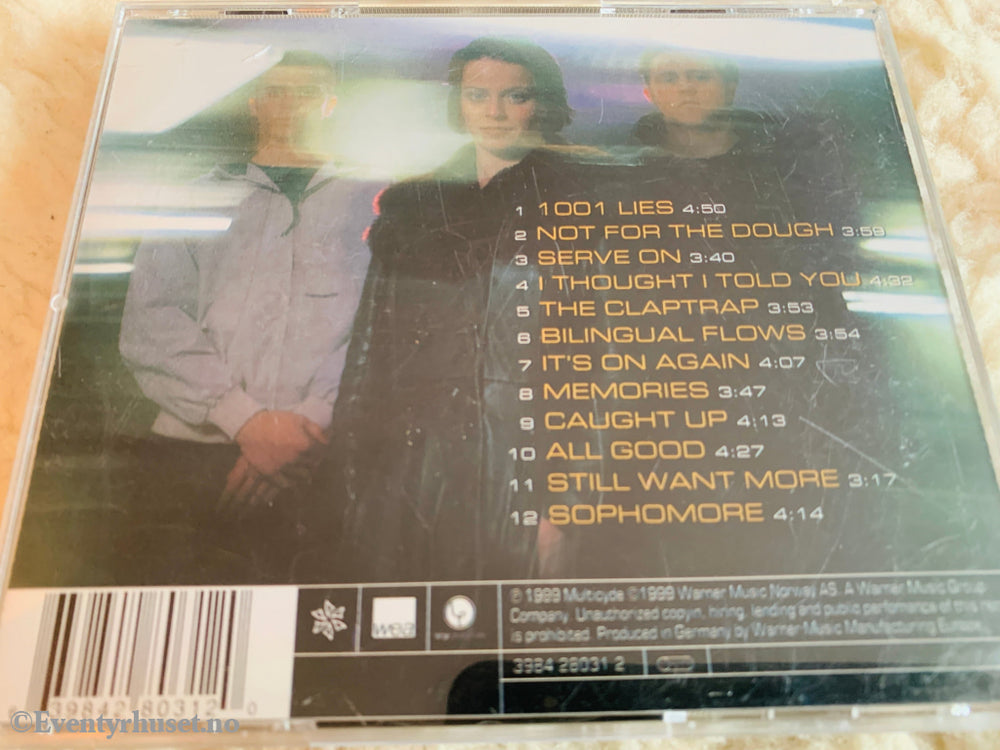 1 1001 LIES 4:50
2 NOT FOR THE DOUGH 3:59
3 SERVE ON 3:40
4 I THOUGHT I TOLD YOU 4:32
5 THE CLAPTRAP 3:53
6 BILINGUAL FLOWS 3:54
7 IT'S ON AGAIN 4:07
8 MEMORIES 3:47
9 CAUGHT UP 4:13
10 ALL GOOD 4:27
11 STILL WANT MORE 3:17
12 SOPHOMORE 4:14
℗ 1999 Multicyde © 1999 Warner Music Norway AS. A Warner Music Group
Company. Unauthorized copyin, hiring, lending and public performance of this
is prohibited. Produced in Germany by Warner Music Manufacturing Europe.
wea
3984 28031 2
39842 80312 0
©Eventyrhuset.no